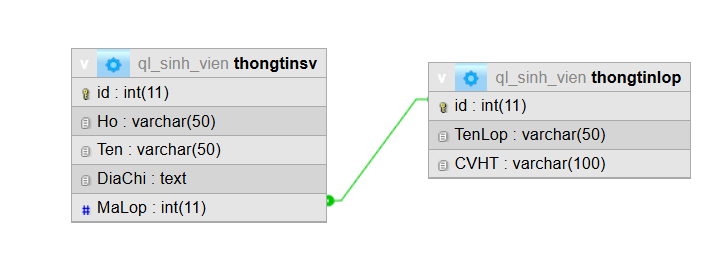 v ql_sinh_vien thongtinsv
id : int(11)
Ho : varchar(50)
Ten : varchar(50)
DiaChi : text
# MaLop : int(11)
v ql_sinh_vien thongtinlop
id : int(11)
TenLop : varchar(50)
CVHT : varchar(100)